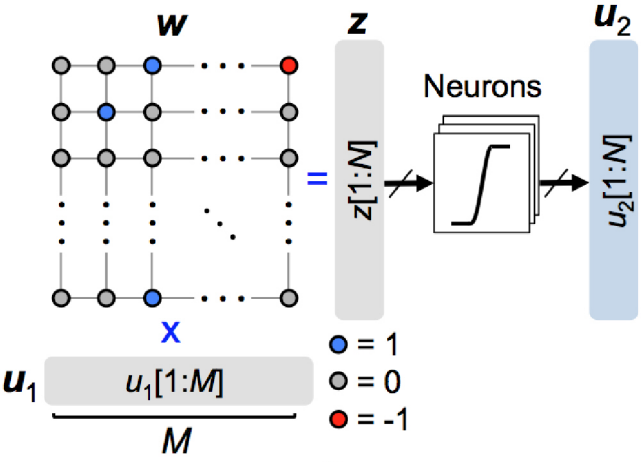 w
z
u2
Neurons
=
z[1:N]
u2[1:N]
x
u1
u1[1:M]
M
= 1
= 0
= -1